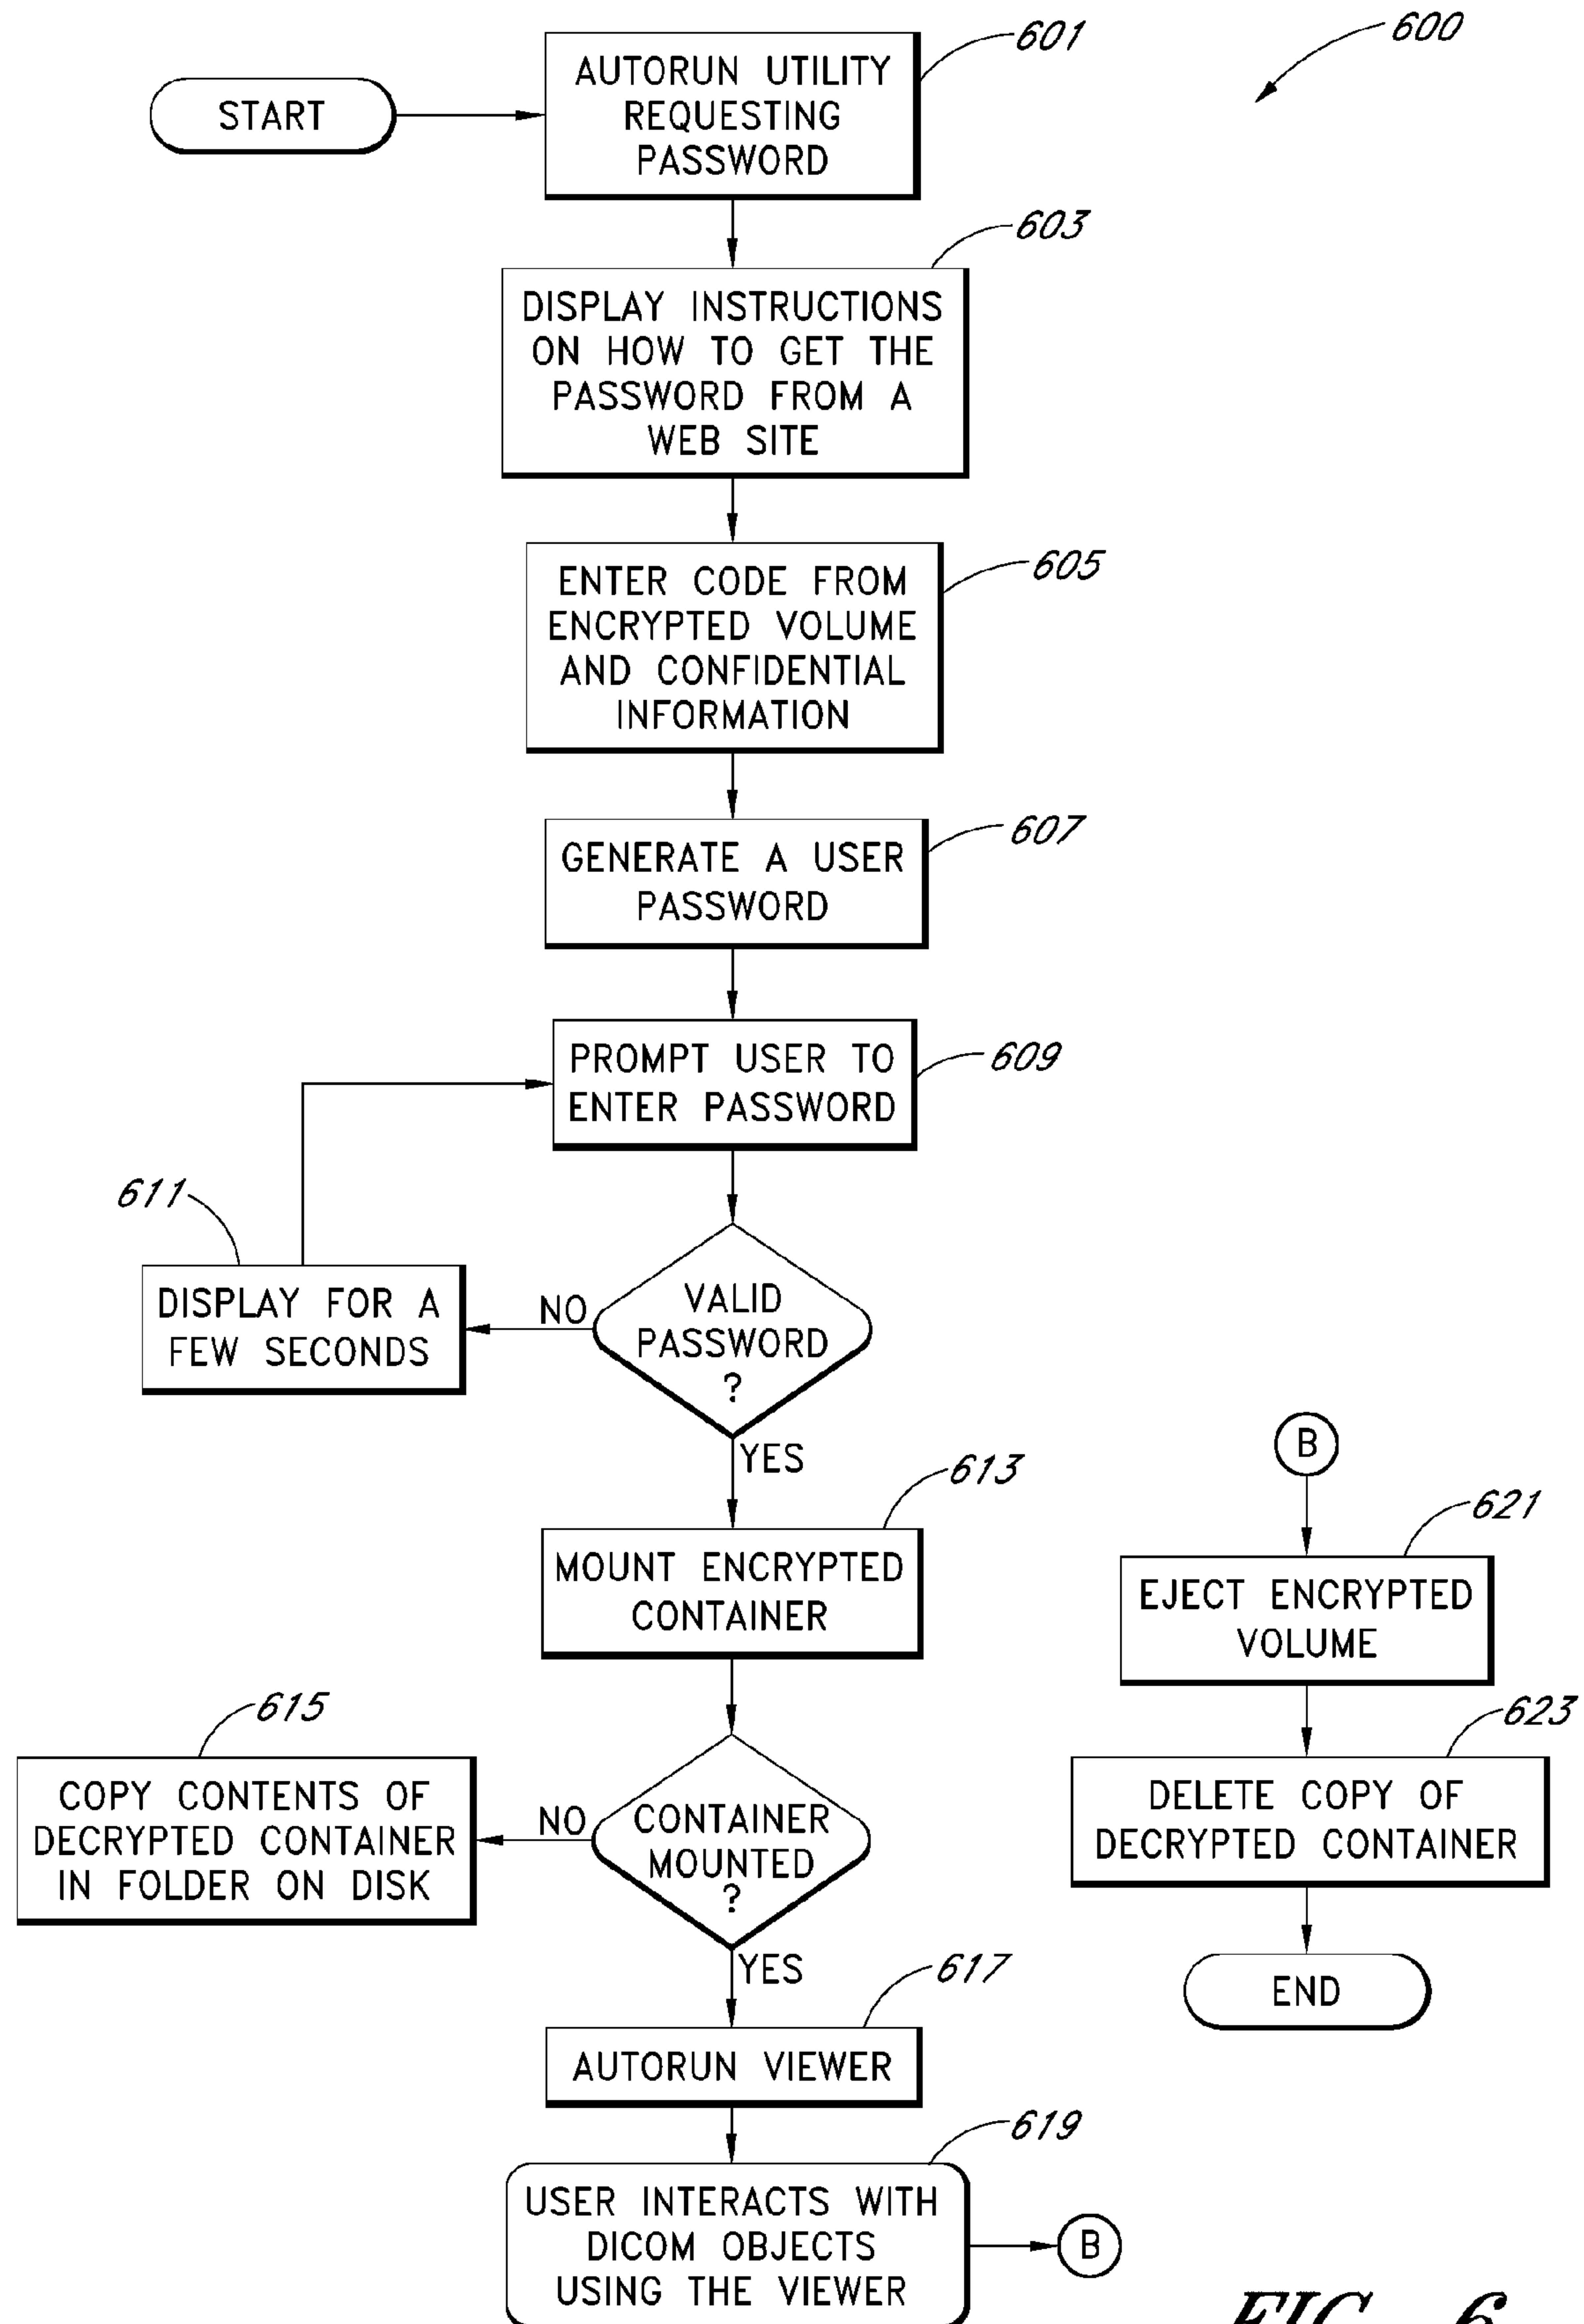 601
600
START
AUTORUN UTILITY
REQUESTING
PASSWORD
603
DISPLAY INSTRUCTIONS
ON HOW TO GET THE
PASSWORD FROM A
WEB SITE
605
ENTER CODE FROM
ENCRYPTED VOLUME
AND CONFIDENTIAL
INFORMATION
607
GENERATE A USER
PASSWORD
609
PROMPT USER TO
ENTER PASSWORD
611
DISPLAY FOR A
FEW SECONDS
NO
VALID
PASSWORD
?
YES
613
MOUNT ENCRYPTED
CONTAINER
615
COPY CONTENTS OF
DECRYPTED CONTAINER
IN FOLDER ON DISK
NO
CONTAINER
MOUNTED
?
YES
617
AUTORUN VIEWER
619
USER INTERACTS WITH
DICOM OBJECTS
USING THE VIEWER
B
B
621
EJECT ENCRYPTED
VOLUME
623
DELETE COPY OF
DECRYPTED CONTAINER
END
FIG. 6